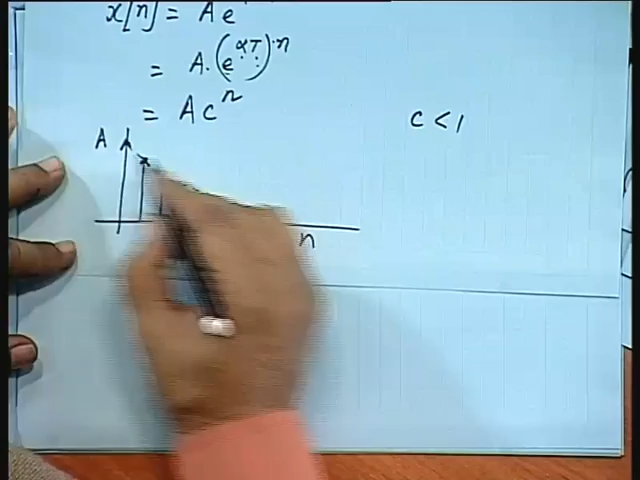 x[n] = A e
= A. (e^{αT})^{.n}
= A c^n
c < 1
A
n